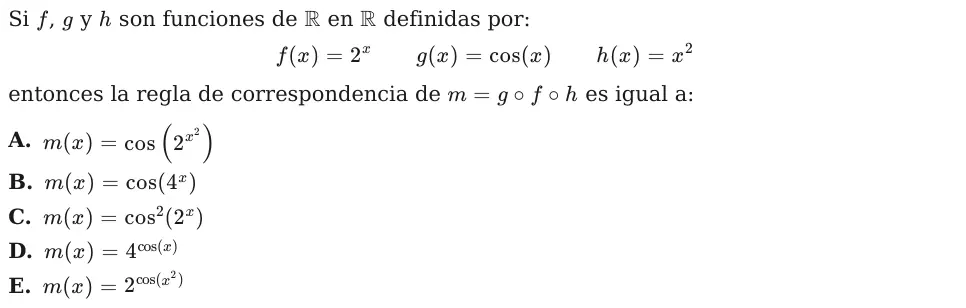 Si f, g y h son funciones de ℝ en ℝ definidas por:
f(x) = 2^x g(x) = cos(x) h(x) = x^2
entonces la regla de correspondencia de m = g ∘ f ∘ h es igual a:
A. m(x) = cos(2^{x^2})
B. m(x) = cos(4^x)
C. m(x) = cos^2(2^x)
D. m(x) = 4^{cos(x)}
E. m(x) = 2^{cos(x^2)}